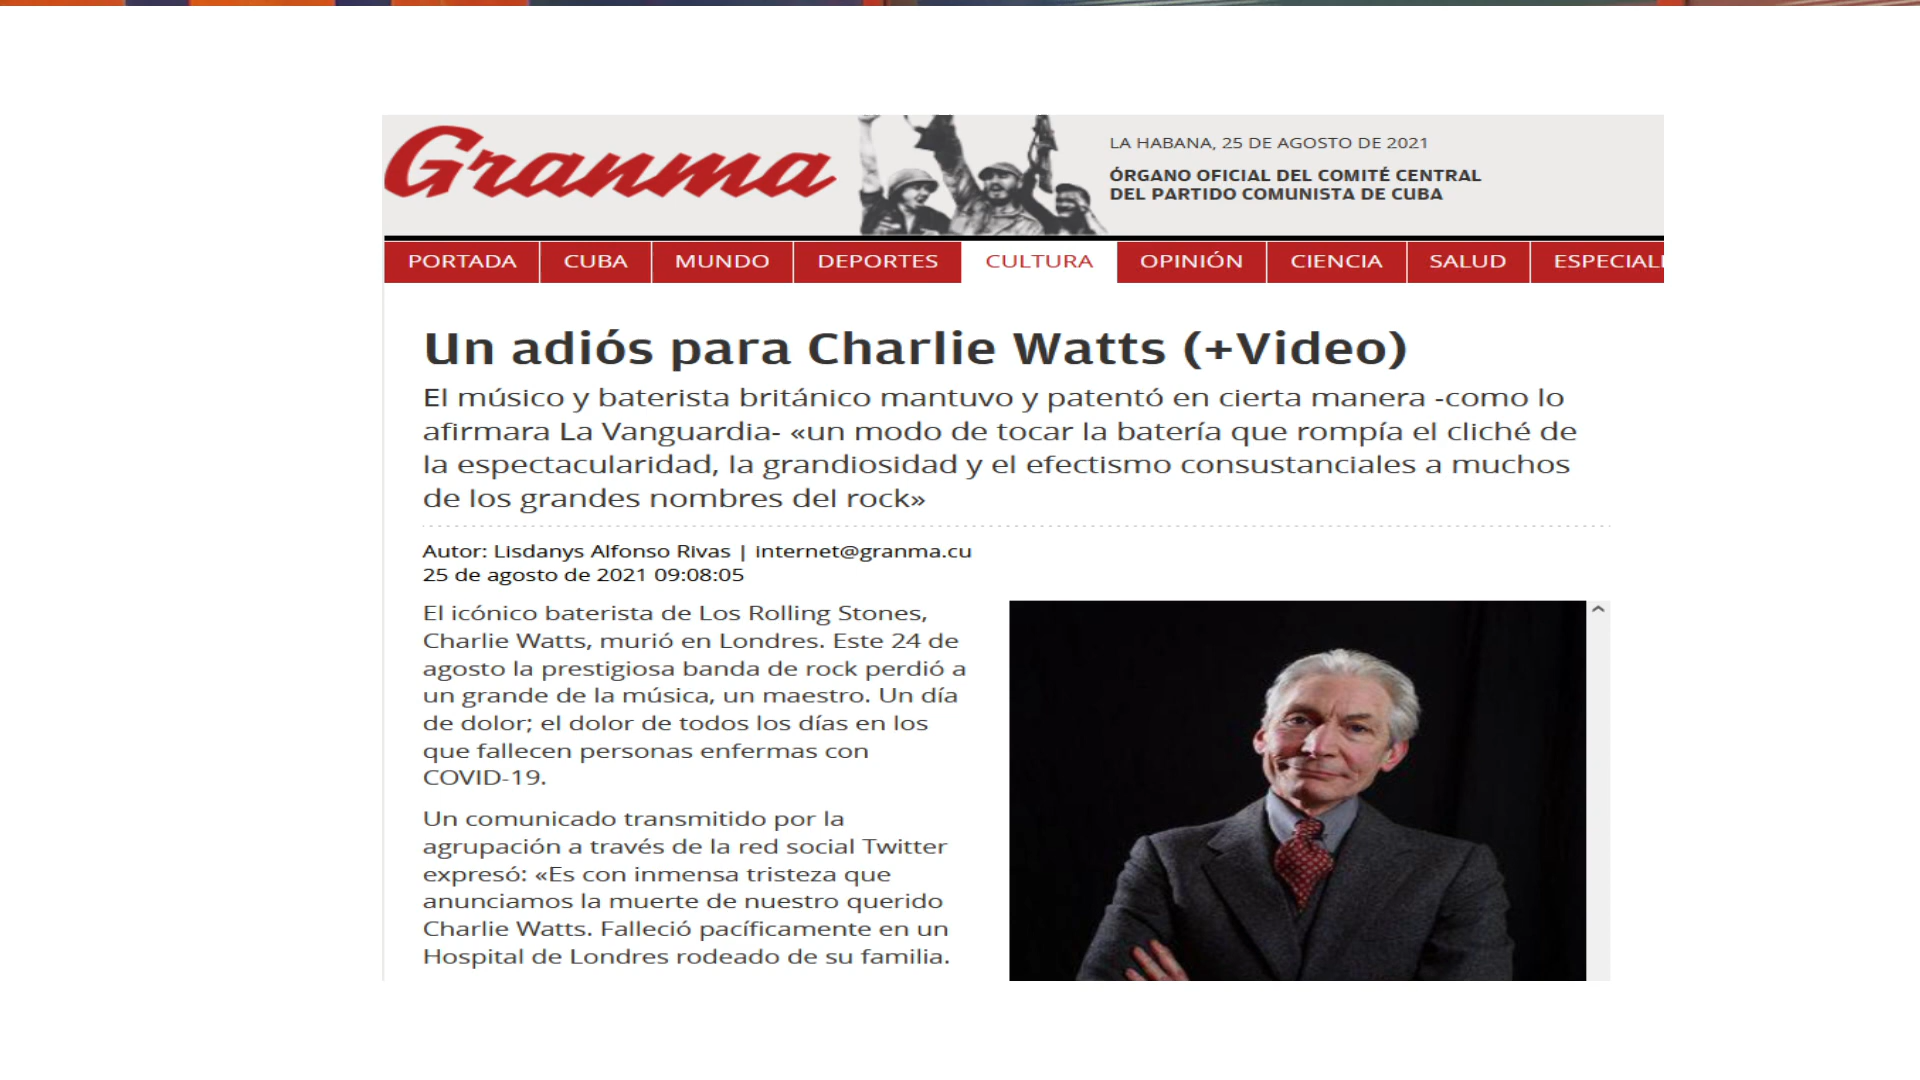 Granma
LA HABANA, 25 DE AGOSTO DE 2021
ÓRGANO OFICIAL DEL COMITÉ CENTRAL
DEL PARTIDO COMUNISTA DE CUBA
PORTADA CUBA MUNDO DEPORTES CULTURA OPINIÓN CIENCIA SALUD ESPECIALI
Un adiós para Charlie Watts (+Video)
El músico y baterista británico mantuvo y patentó en cierta manera -como lo
afirmara La Vanguardia- «un modo de tocar la batería que rompía el cliché de
la espectacularidad, la grandiosidad y el efectismo consustanciales a muchos
de los grandes nombres del rock»
Autor: Lisdanys Alfonso Rivas | internet@granma.cu
25 de agosto de 2021 09:08:05
El icónico baterista de Los Rolling Stones,
Charlie Watts, murió en Londres. Este 24 de
agosto la prestigiosa banda de rock perdió a
un grande de la música, un maestro. Un día
de dolor; el dolor de todos los días en los
que fallecen personas enfermas con
COVID-19.
Un comunicado transmitido por la
agrupación a través de la red social Twitter
expresó: «Es con inmensa tristeza que
anunciamos la muerte de nuestro querido
Charlie Watts. Falleció pacíficamente en un
Hospital de Londres rodeado de su familia.